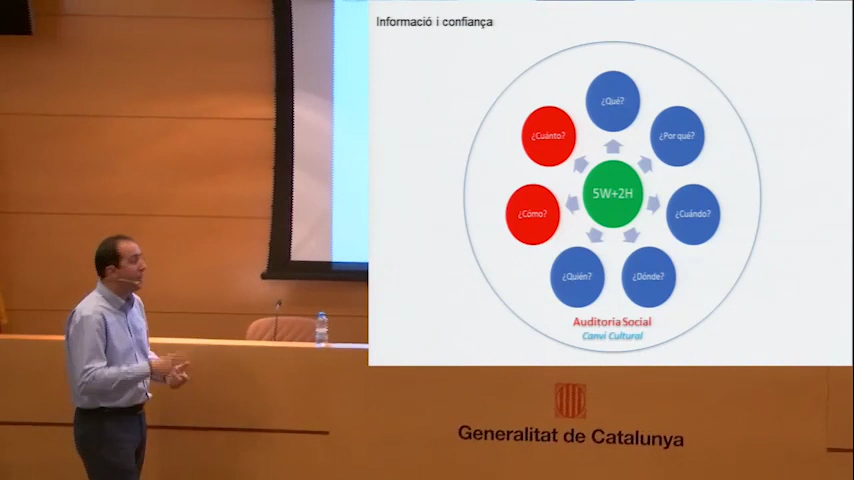 Informació i confiança
¿Qué?
¿Cuánto?
¿Por qué?
5W+2H
¿Cómo?
¿Cuándo?
¿Quién?
¿Dónde?
Auditoria Social
Canvi Cultural
Generalitat de Catalunya